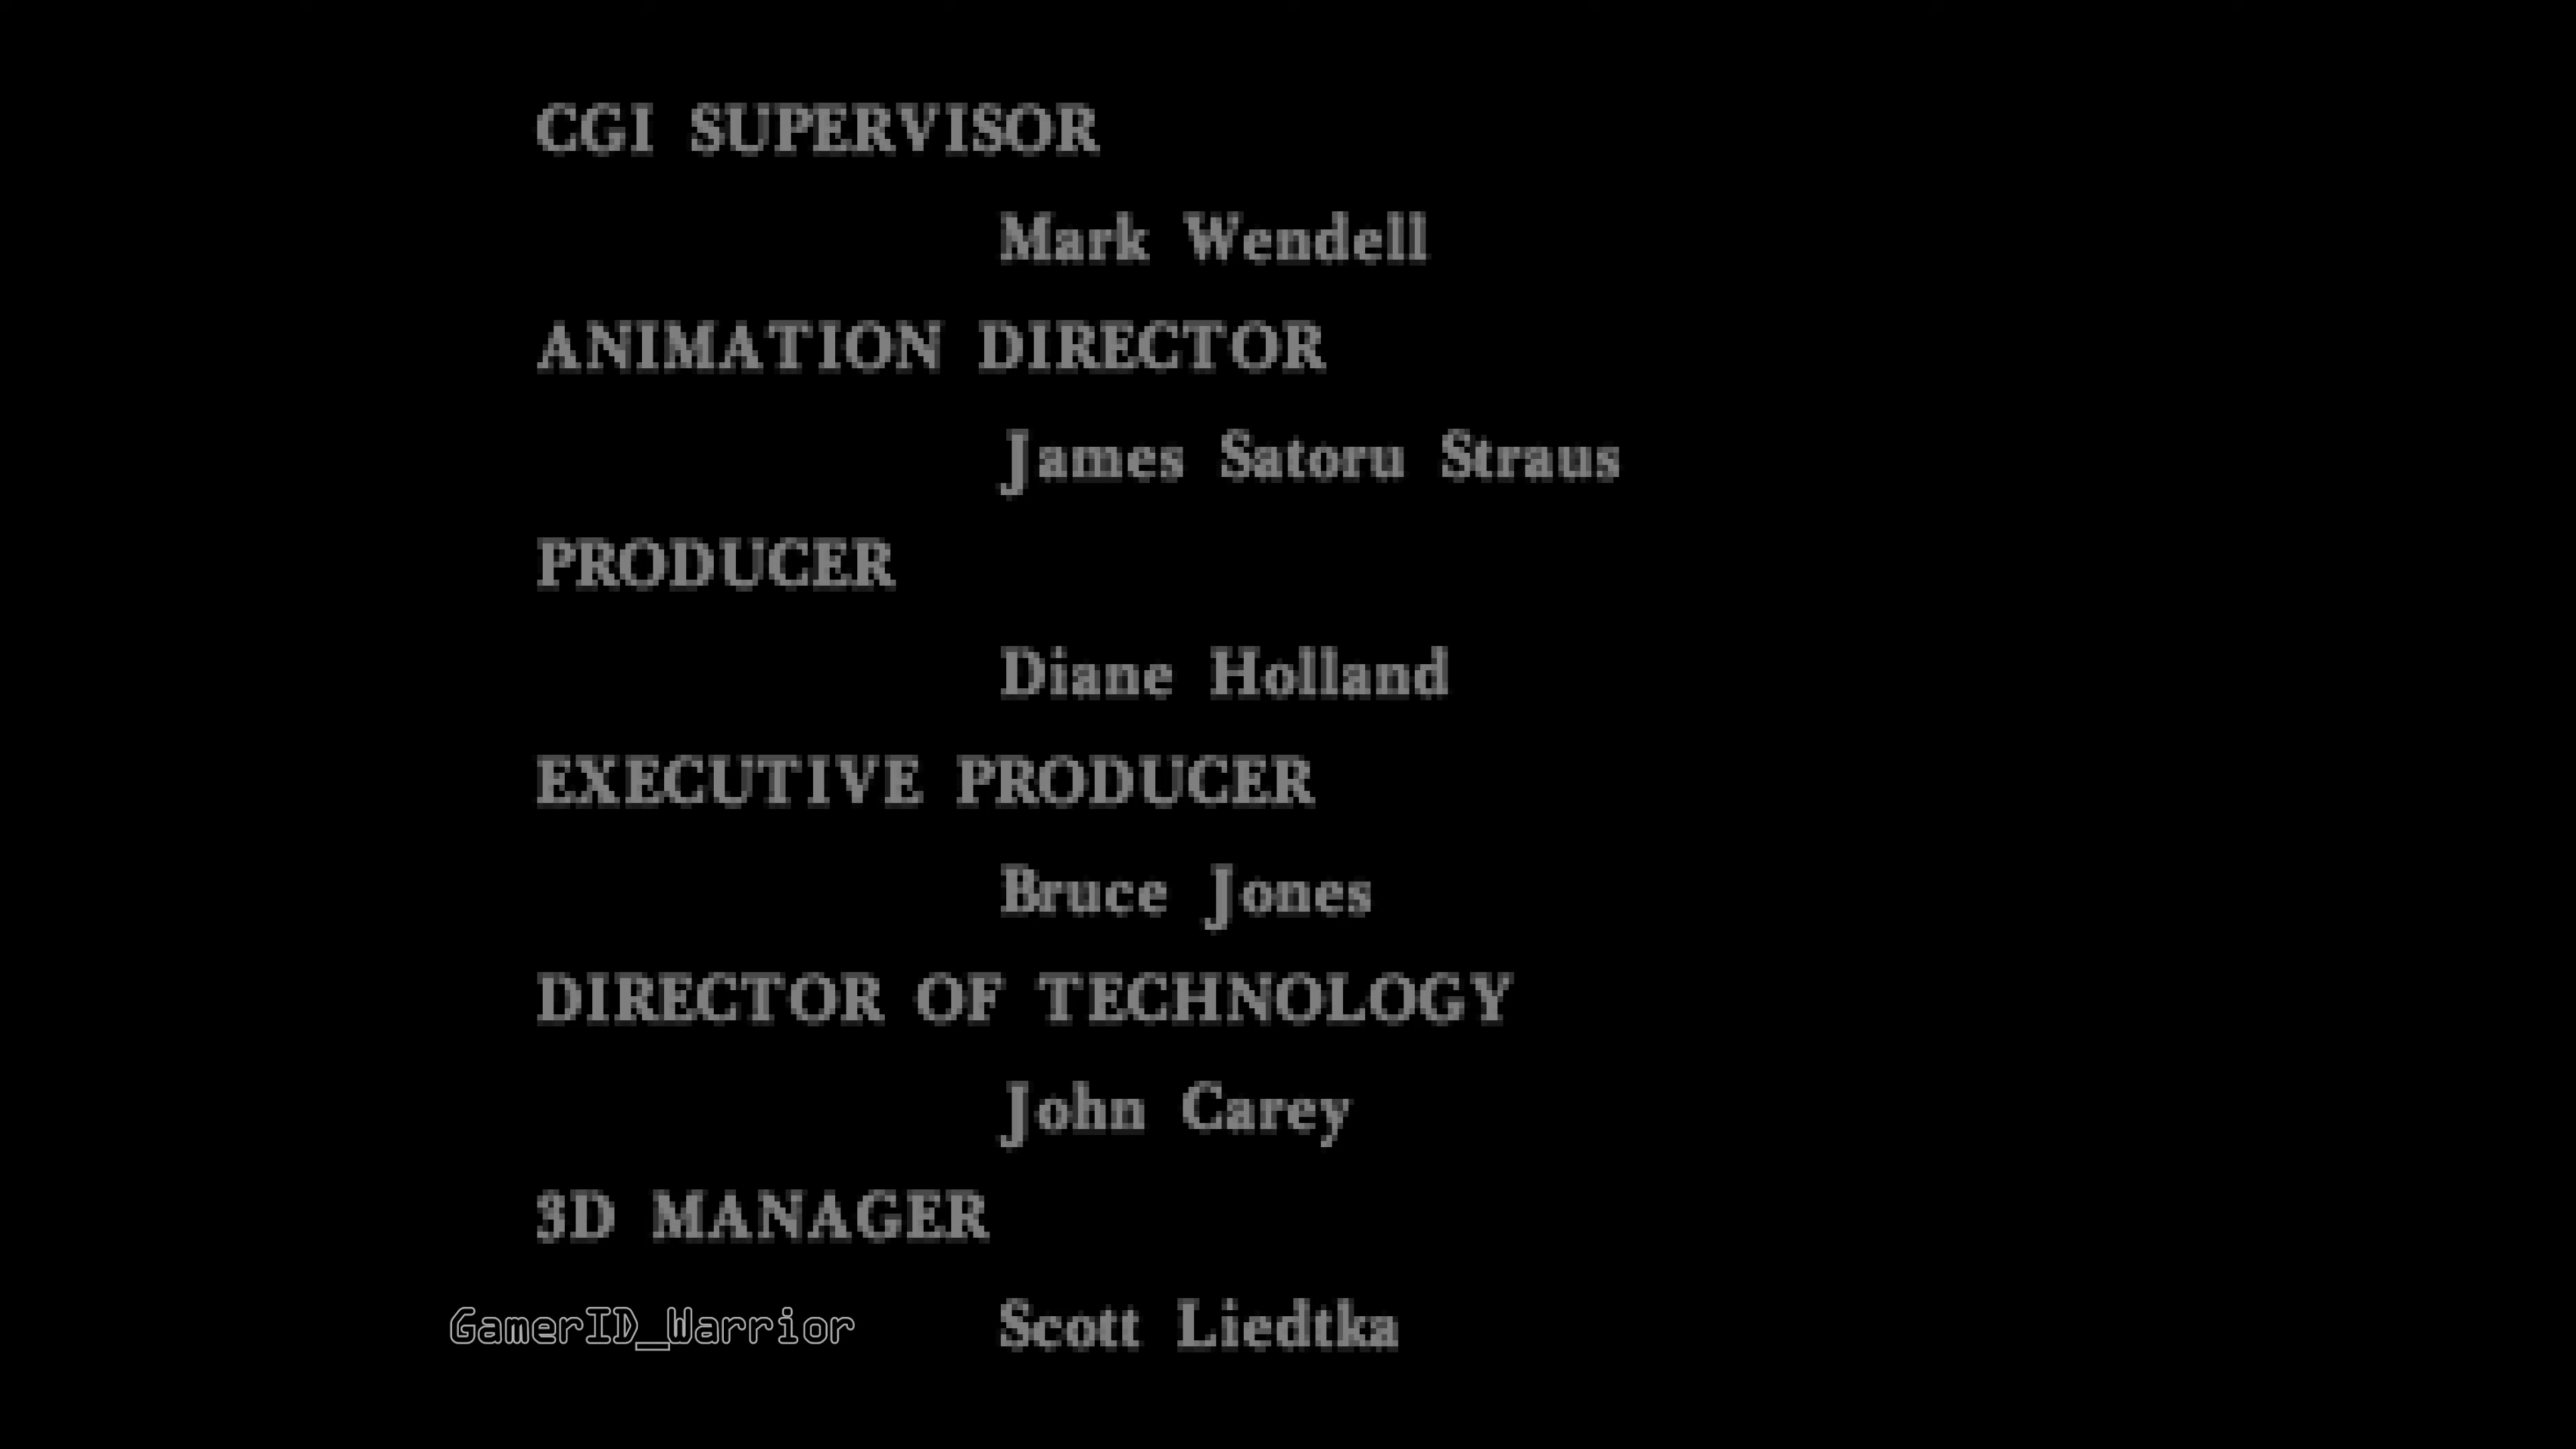 CGI SUPERVISOR
Mark Wendell
ANIMATION DIRECTOR
James Satoru Straus
PRODUCER
Diane Holland
EXECUTIVE PRODUCER
Bruce Jones
DIRECTOR OF TECHNOLOGY
John Carey
3D MANAGER
Scott Liedtka
GamerID_Warrior